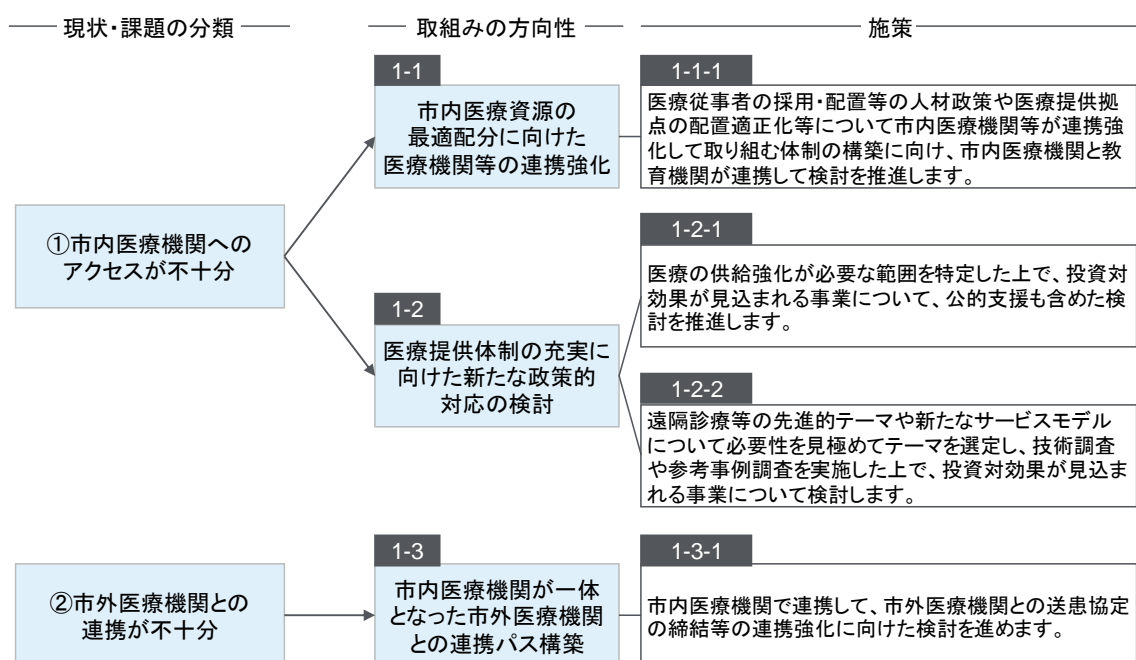 現状・課題の分類
取組みの方向性
施策
①市内医療機関への
アクセスが不十分
1-1
市内医療資源の
最適配分に向けた
医療機関等の連携強化
1-1-1
医療従事者の採用・配置等の人材政策や医療提供拠
点の配置適正化等について市内医療機関等が連携強
化して取り組む体制の構築に向け、市内医療機関と教
育機関が連携して検討を推進します。
1-2
医療提供体制の充実に
向けた新たな政策的
対応の検討
1-2-1
医療の供給強化が必要な範囲を特定した上で、投資対
効果が見込まれる事業について、公的支援も含めた検
討を推進します。
1-2-2
遠隔診療等の先進的テーマや新たなサービスモデル
について必要性を見極めてテーマを選定し、技術調査
や参考事例調査を実施した上で、投資対効果が見込ま
れる事業について検討します。
②市外医療機関との
連携が不十分
1-3
市内医療機関が一体
となった市外医療機関
との連携パス構築
1-3-1
市内医療機関で連携して、市外医療機関との送患協定
の締結等の連携強化に向けた検討を進めます。